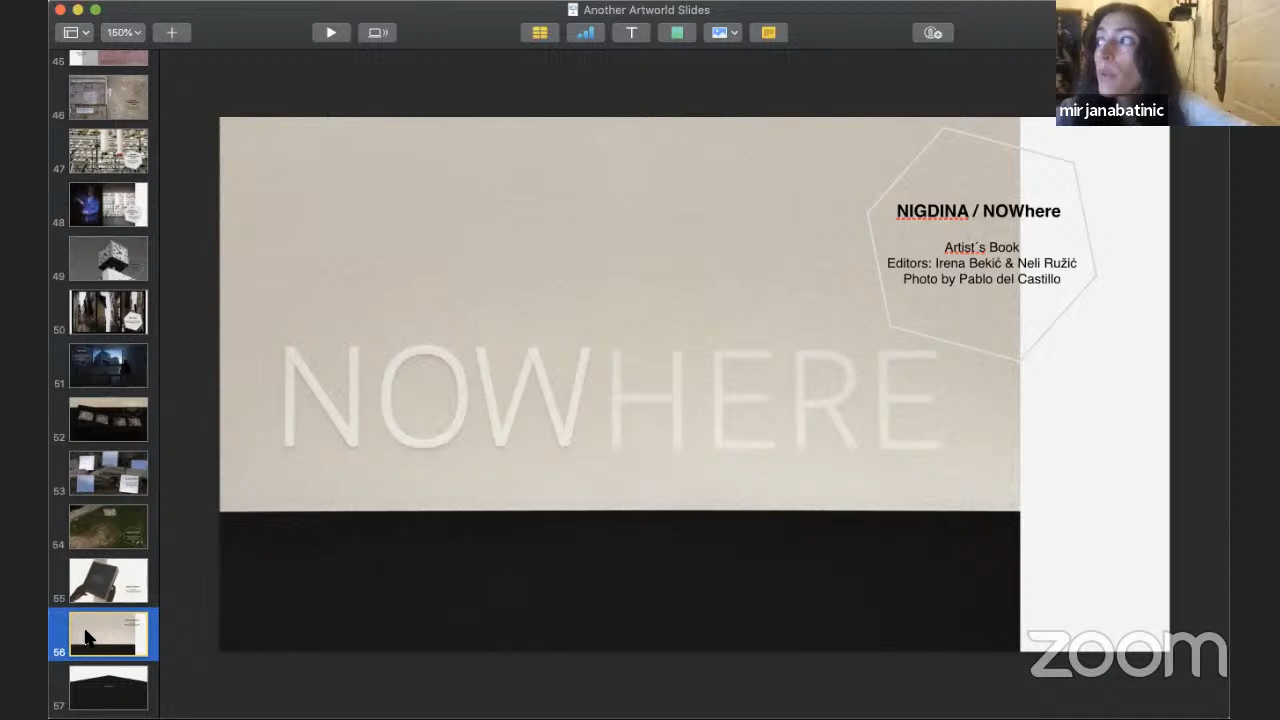 Another Artworld Slides
150%
mirjanabatinic
45
46
47
48
49
50
51
52
53
54
55
56
57
NIGDINA / NOWhere
Artist´s Book
Editors: Irena Bekić & Neli Ružić
Photo by Pablo del Castillo
NOWHERE
zoom